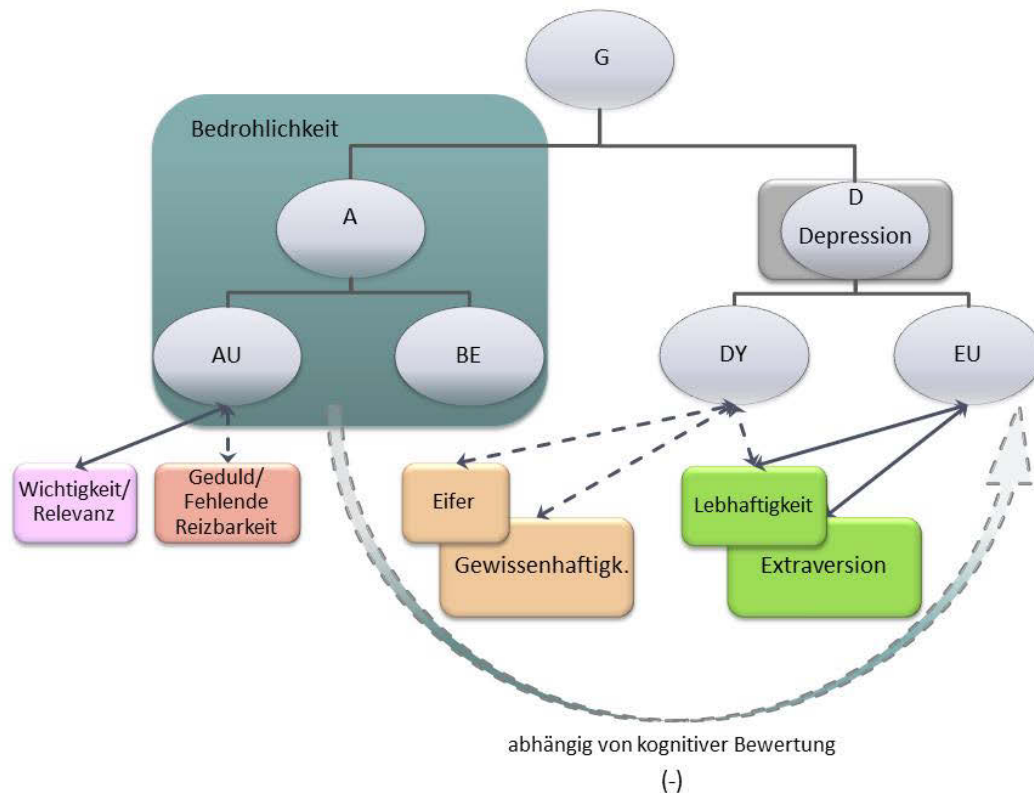 G
Bedrohlichkeit
A
D
Depression
AU
BE
DY
EU
Wichtigkeit/
Relevanz
Geduld/
Fehlende
Reizbarkeit
Eifer
Gewissenhaftigk.
Lebhaftigkeit
Extraversion
abhängig von kognitiver Bewertung
(-)